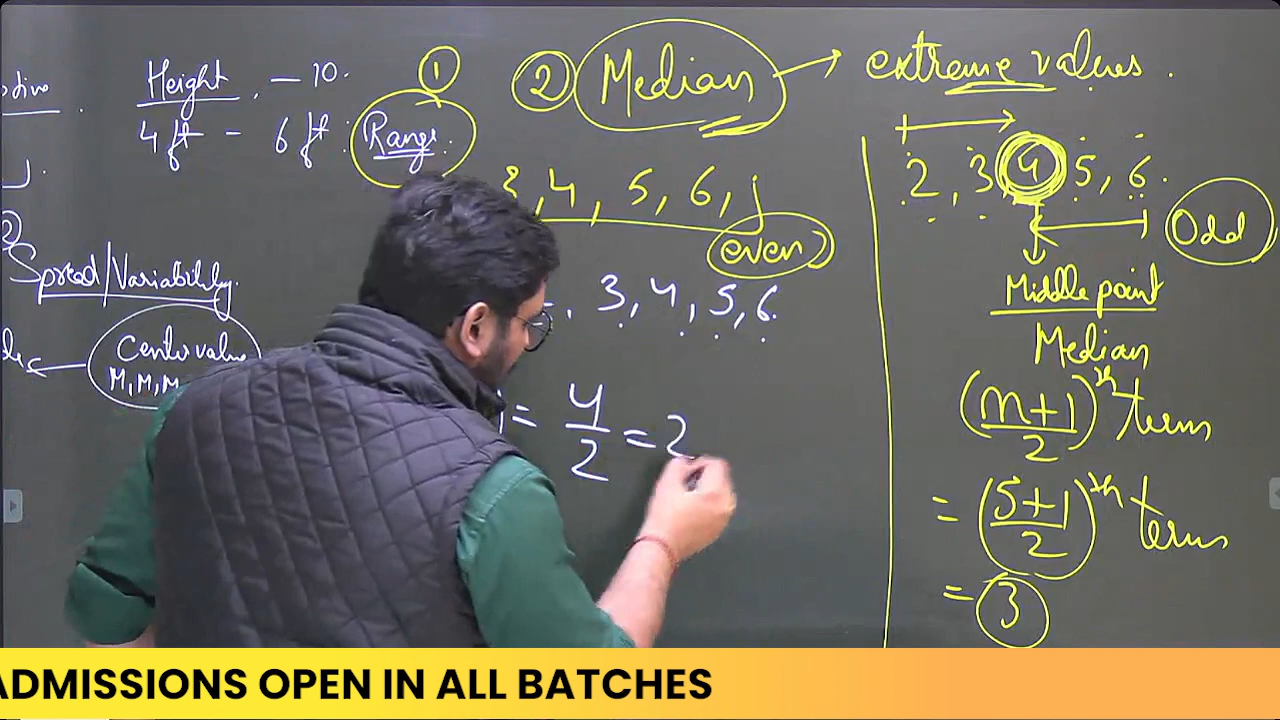 Height. – 10.
4 ft – 6 ft :
①
Range.
Spread/Variability.
Center value
M, M, M
② Median → extreme values.
3, 4, 5, 6,
even
3, 4, 5, 6.
= 4/2 = 2
2, 3, 4, 5, 6.
Odd
Middle point
Median
(n+1/2)th term
= (5+1/2)th term
= 3
ADMISSIONS OPEN IN ALL BATCHES